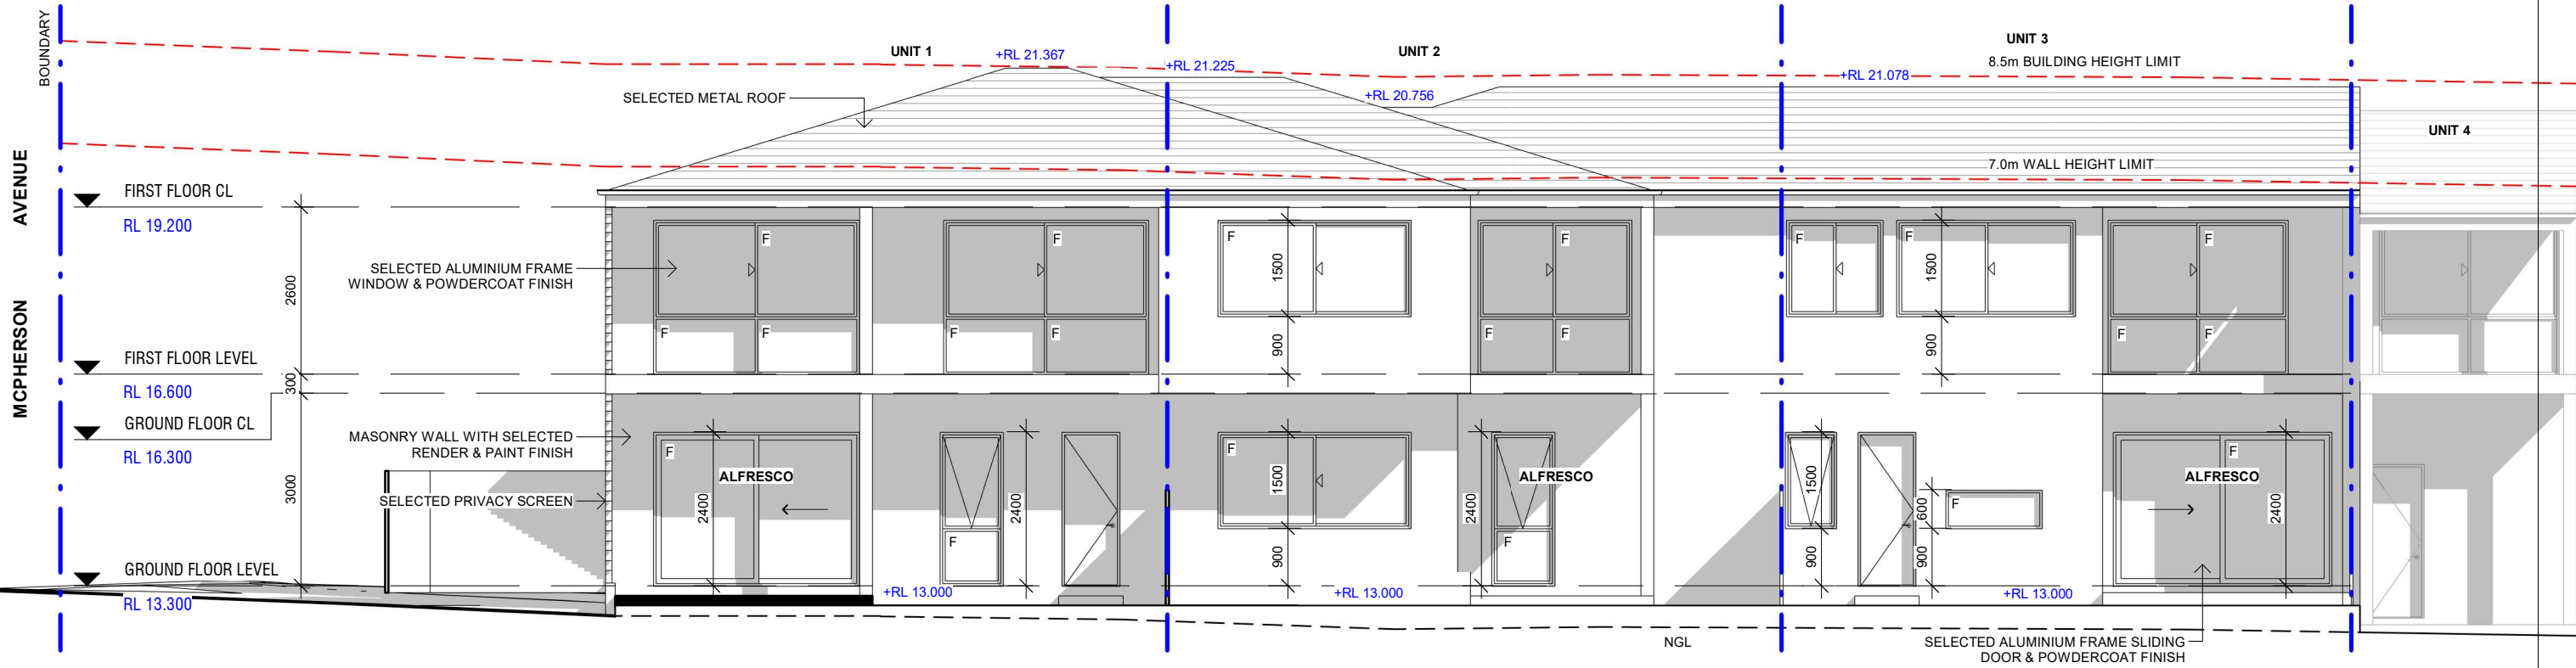 BOUNDARY
MCPHERSON AVENUE
UNIT 1
UNIT 2
UNIT 3
UNIT 4
+RL 21.367
+RL 21.225
+RL 20.756
+RL 21.078
8.5m BUILDING HEIGHT LIMIT
7.0m WALL HEIGHT LIMIT
SELECTED METAL ROOF
FIRST FLOOR CL
RL 19.200
SELECTED ALUMINIUM FRAME
WINDOW & POWDERCOAT FINISH
2600
F
F
F
F
F
F
F
1500
900
F
F
F
F
F
1500
900
F
F
F
FIRST FLOOR LEVEL
RL 16.600
300
GROUND FLOOR CL
RL 16.300
MASONRY WALL WITH SELECTED
RENDER & PAINT FINISH
SELECTED PRIVACY SCREEN
3000
F
ALFRESCO
2400
F
2400
F
1500
900
2400
ALFRESCO
F
1500
900
600
900
F
F
ALFRESCO
2400
GROUND FLOOR LEVEL
RL 13.300
+RL 13.000
+RL 13.000
+RL 13.000
NGL
SELECTED ALUMINIUM FRAME SLIDING
DOOR & POWDERCOAT FINISH